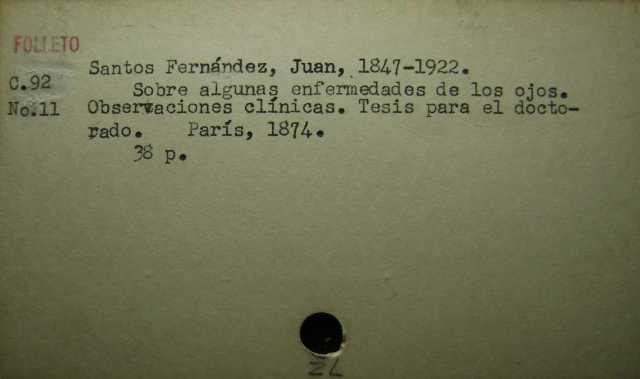 FOLLETO
Santos Fernández, Juan, 1847-1922.
C.92
Sobre algunas enfermedades de los ojos.
No.11 Observaciones clínicas. Tesis para el docto-
rado. París, 1874.
38 p.